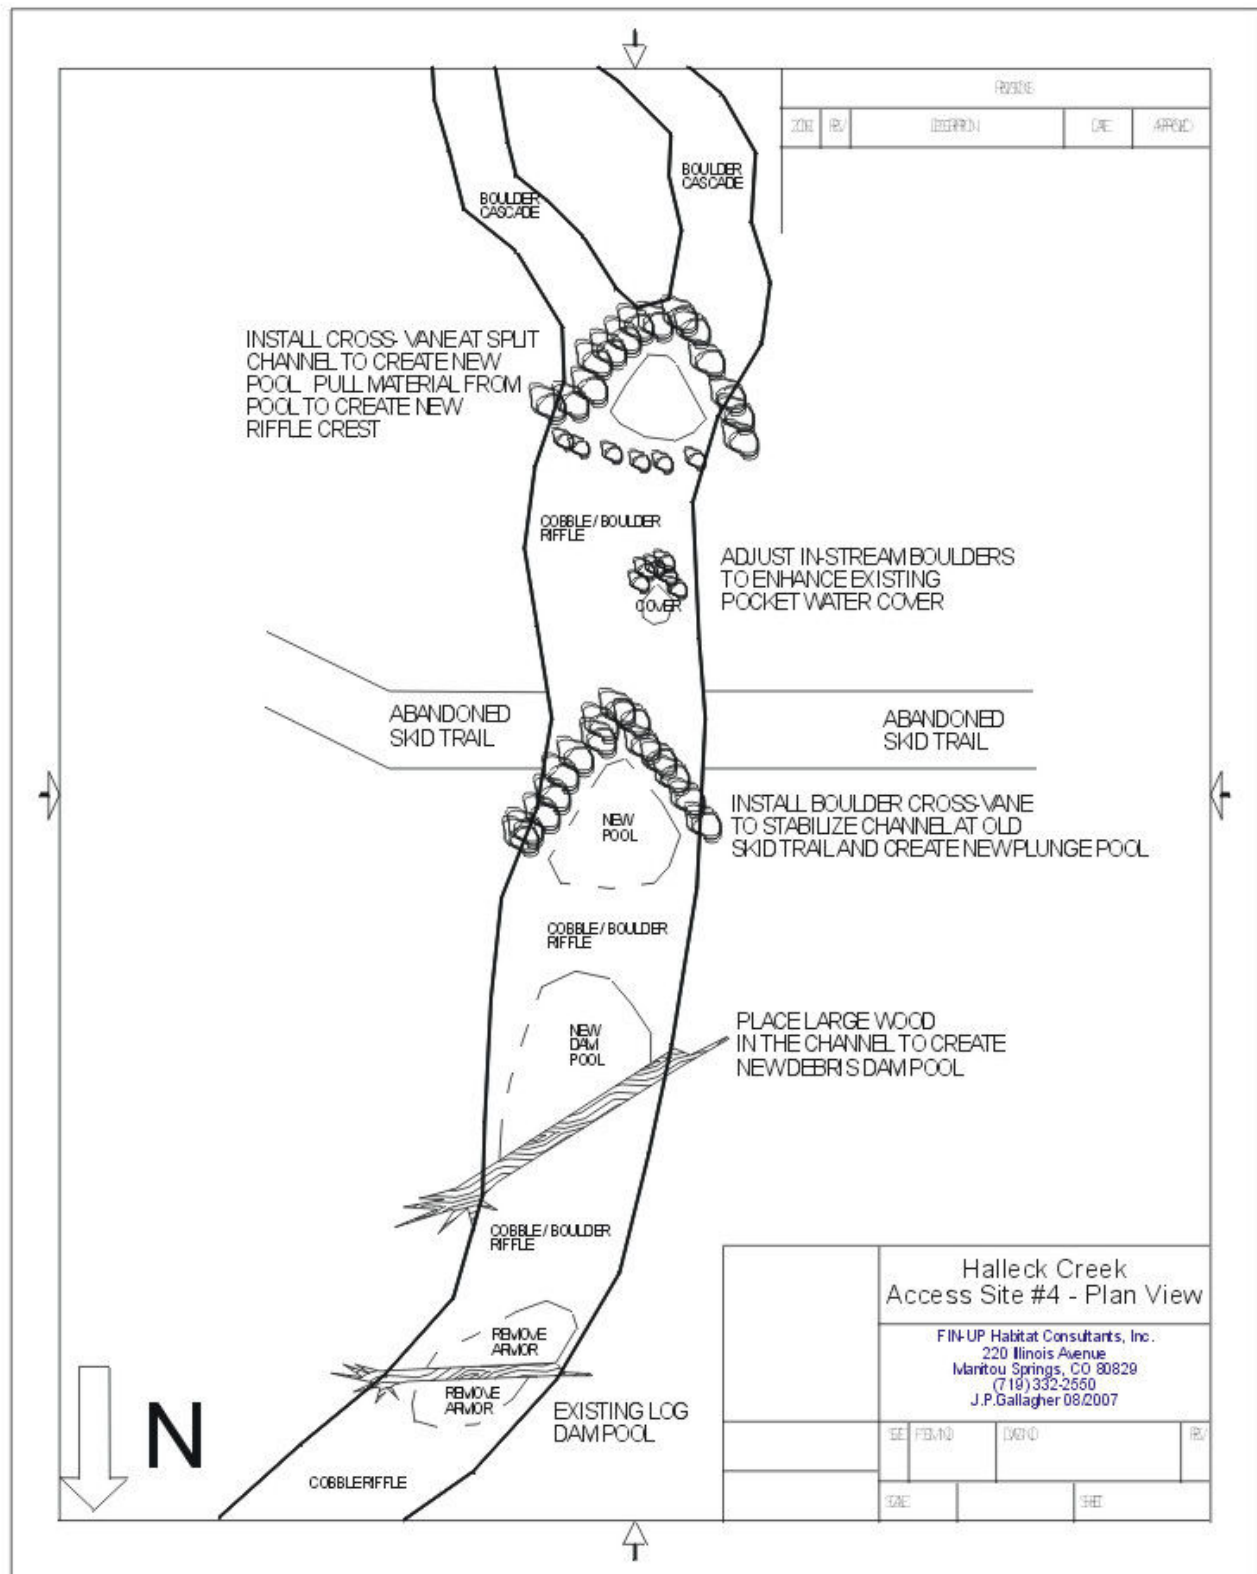 BOULDER
CASCADE
BOULDER
CASCADE
INSTALL CROSS-VANE AT SPLIT
CHANNEL TO CREATE NEW
POOL PULL MATERIAL FROM
POOL TO CREATE NEW
RIFFLE CREST
COBBLE / BOULDER
RIFFLE
COVER
ADJUST IN-STREAM BOULDERS
TO ENHANCE EXISTING
POCKET WATER COVER
ABANDONED
SKID TRAIL
ABANDONED
SKID TRAIL
NEW
POOL
INSTALL BOULDER CROSS-VANE
TO STABILIZE CHANNEL AT OLD
SKID TRAIL AND CREATE NEW PLUNGE POOL
COBBLE / BOULDER
RIFFLE
NEW
DAM
POOL
PLACE LARGE WOOD
IN THE CHANNEL TO CREATE
NEW DEBRIS DAM POOL
COBBLE / BOULDER
RIFFLE
REMOVE
ARMOR
REMOVE
ARMOR
EXISTING LOG
DAM POOL
COBBLE RIFFLE
N
Halleck Creek
Access Site #4 - Plan View
FIN-UP Habitat Consultants, Inc.
220 Illinois Avenue
Manitou Springs, CO 80829
(719) 332-2550
J.P.Gallagher 08/2007